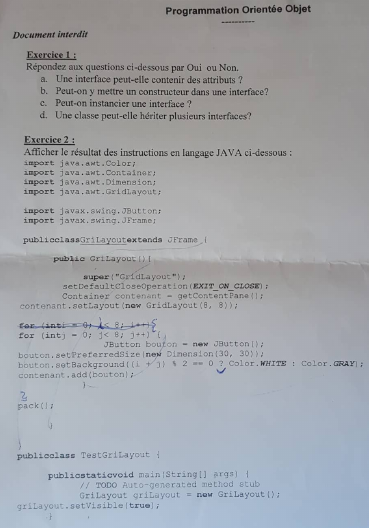 Programmation Orientée Objet
----------
Document interdit
Exercice 1 :
Répondez aux questions ci-dessous par Oui ou Non.
a. Une interface peut-elle contenir des attributs ?
b. Peut-on y mettre un constructeur dans une interface?
c. Peut-on instancier une interface ?
d. Une classe peut-elle hériter plusieurs interfaces?
Exercice 2 :
Afficher le résultat des instructions en langage JAVA ci-dessous :
import java.awt.Color;
import java.awt.Container;
import java.awt.Dimension;
import java.awt.GridLayout;
import javax.swing.JButton;
import javax.swing.JFrame;
publicclassGriLayoutextends JFrame {
public GriLayout(){
super("GridLayout");
setDefaultCloseOperation(EXIT_ON_CLOSE);
Container contenant = getContentPane();
contenant.setLayout(new GridLayout(8, 8));
for (inti = 0; i< 8; i++){
for (intj = 0; j< 8; j++) {
JButton bouton = new JButton();
bouton.setPreferredSize(new Dimension(30, 30));
bouton.setBackground((i + j) % 2 == 0 ? Color.WHITE : Color.GRAY);
contenant.add(bouton);
}
pack();
}
}
publicclass TestGriLayout {
publicstaticvoid main(String[] args) {
// TODO Auto-generated method stub
GriLayout griLayout = new GriLayout();
griLayout.setVisible(true);
}